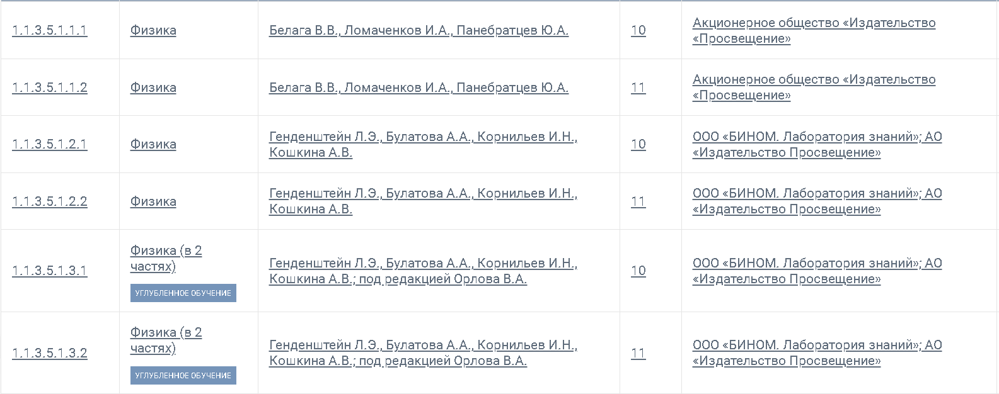 1.1.3.5.1.1.1
Физика
Белага В.В., Ломаченков И.А., Панебратцев Ю.А.
10
Акционерное общество «Издательство
«Просвещение»
1.1.3.5.1.1.2
Физика
Белага В.В., Ломаченков И.А., Панебратцев Ю.А.
11
Акционерное общество «Издательство
«Просвещение»
1.1.3.5.1.2.1
Физика
Генденштейн Л.Э., Булатова А.А., Корнильев И.Н.,
Кошкина А.В.
10
ООО «БИНОМ. Лаборатория знаний»; АО
«Издательство Просвещение»
1.1.3.5.1.2.2
Физика
Генденштейн Л.Э., Булатова А.А., Корнильев И.Н.,
Кошкина А.В.
11
ООО «БИНОМ. Лаборатория знаний»; АО
«Издательство Просвещение»
1.1.3.5.1.3.1
Физика (в 2
частях)
УГЛУБЛЕННОЕ ОБУЧЕНИЕ
Генденштейн Л.Э., Булатова А.А., Корнильев И.Н.,
Кошкина А.В.; под редакцией Орлова В.А.
10
ООО «БИНОМ. Лаборатория знаний»; АО
«Издательство Просвещение»
1.1.3.5.1.3.2
Физика (в 2
частях)
УГЛУБЛЕННОЕ ОБУЧЕНИЕ
Генденштейн Л.Э., Булатова А.А., Корнильев И.Н.,
Кошкина А.В.; под редакцией Орлова В.А.
11
ООО «БИНОМ. Лаборатория знаний»; АО
«Издательство Просвещение»